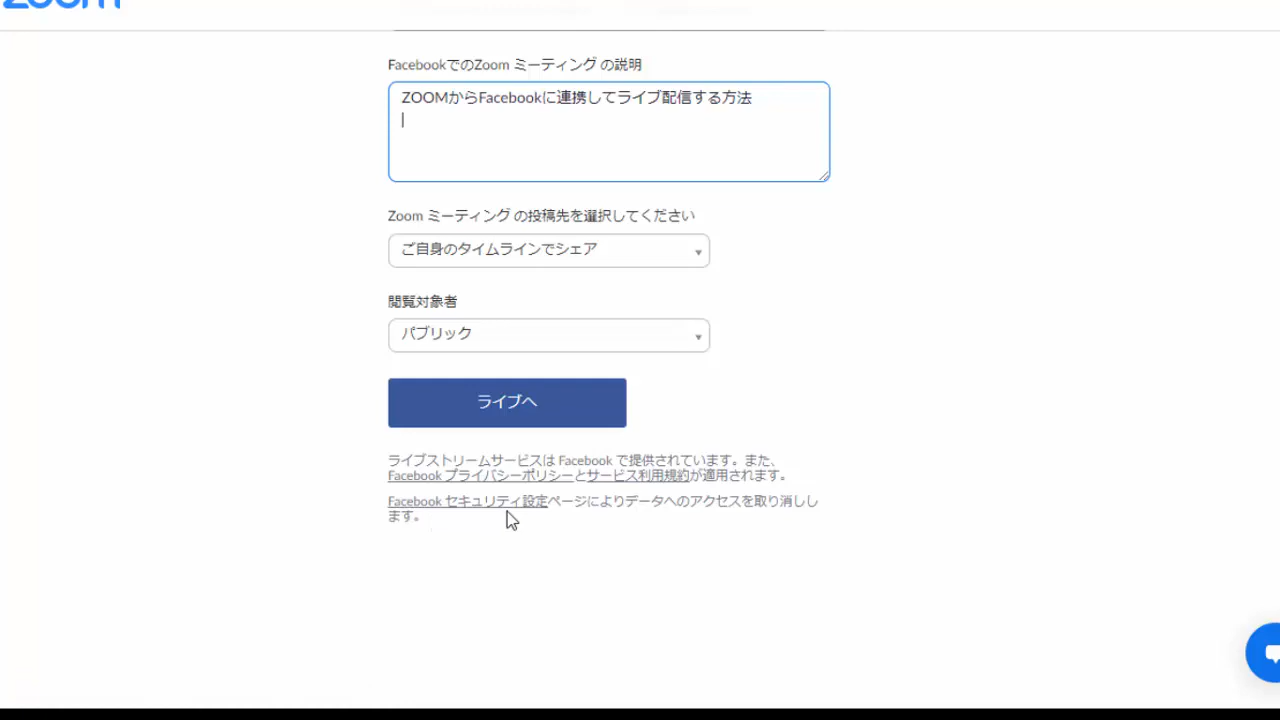 zoom
FacebookでのZoom ミーティング の説明
ZOOMからFacebookに連携してライブ配信する方法
Zoom ミーティング の投稿先を選択してください
ご自身のタイムラインでシェア
閲覧対象者
パブリック
ライブへ
ライブストリームサービスは Facebook で提供されています。また、
Facebook プライバシーポリシーとサービス利用規約が適用されます。
Facebook セキュリティ設定ページによりデータへのアクセスを取り消しし
ます。